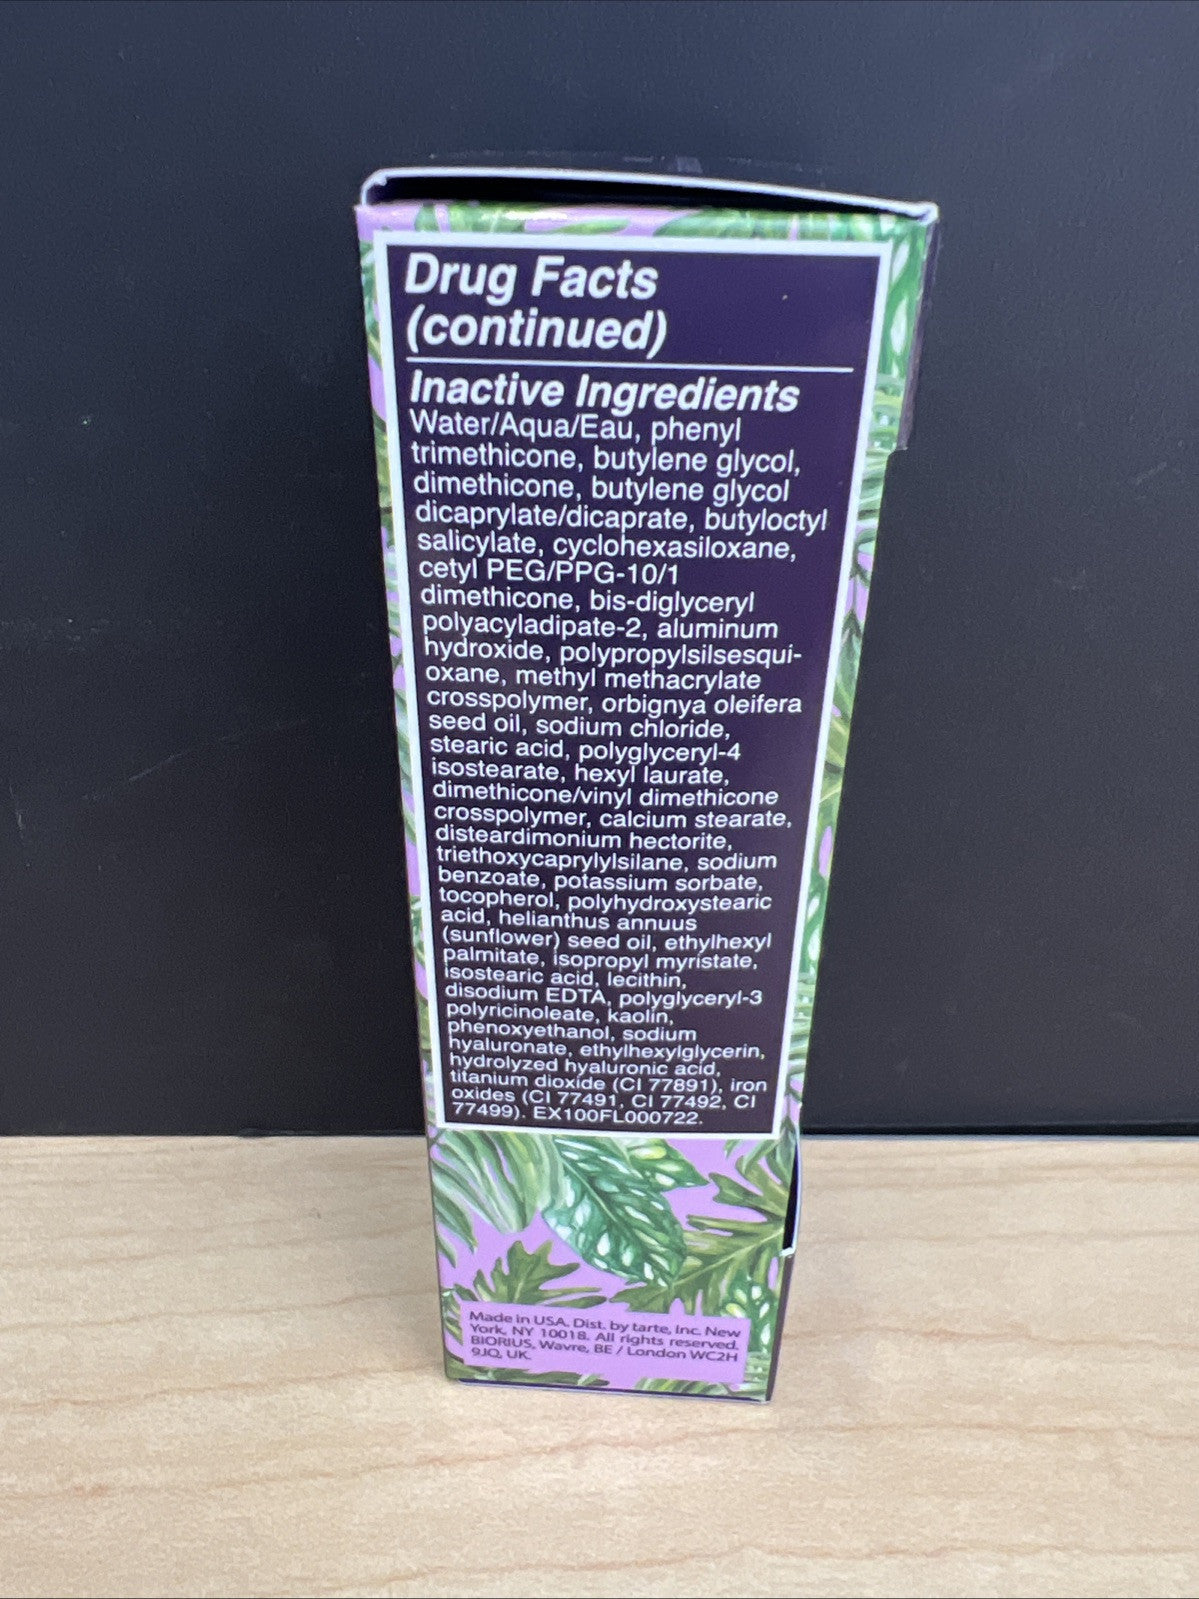 Drug Facts
(continued)
Inactive Ingredients
Water/Aqua/Eau, phenyl
trimethicone, butylene glycol,
dimethicone, butylene glycol
dicaprylate/dicaprate, butyloctyl
salicylate, cyclohexasiloxane,
cetyl PEG/PPG-10/1
dimethicone, bis-diglyceryl
polyacyladipate-2, aluminum
hydroxide, polypropylsilsesqui-
oxane, methyl methacrylate
crosspolymer, orbignya oleifera
seed oil, sodium chloride,
stearic acid, polyglyceryl-4
isostearate, hexyl laurate,
dimethicone/vinyl dimethicone
crosspolymer, calcium stearate,
disteardimonium hectorite,
triethoxycaprylylsilane, sodium
benzoate, potassium sorbate,
tocopherol, polyhydroxystearic
acid, helianthus annuus
(sunflower) seed oil, ethylhexyl
palmitate, isopropyl myristate,
isostearic acid, lecithin,
disodium EDTA, polyglyceryl-3
polyricinoleate, kaolin,
phenoxyethanol, sodium
hyaluronate, ethylhexylglycerin,
hydrolyzed hyaluronic acid,
titanium dioxide (CI 77891), iron
oxides (CI 77491, CI 77492, CI
77499). EX100FL000722.
Made in USA. Dist. by tarte, Inc. New
York, NY 10018. All rights reserved.
BIORIUS, Wavre, BE / London WC2H
9JQ, UK.